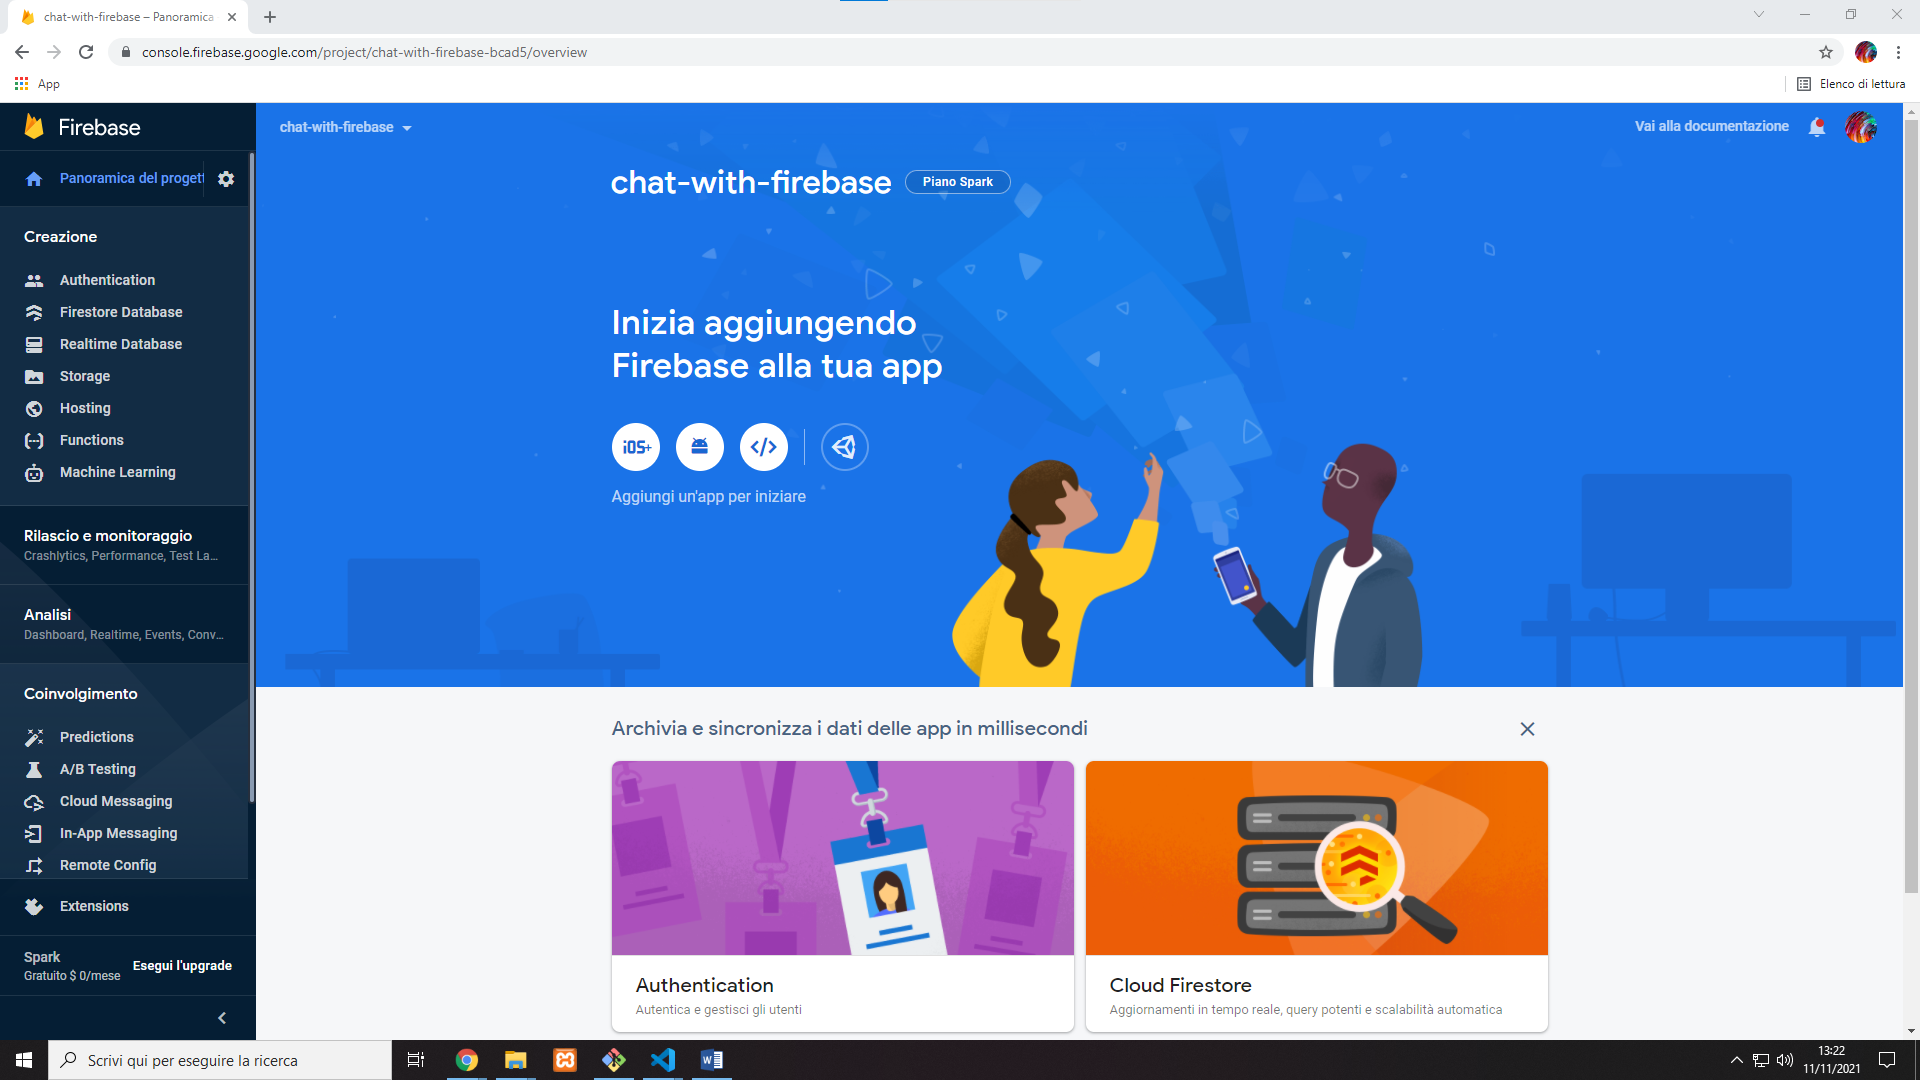 chat-with-firebase – Panoramica
console.firebase.google.com/project/chat-with-firebase-bcad5/overview
App
Elenco di lettura
Firebase
chat-with-firebase
Vai alla documentazione
Panoramica del progett
chat-with-firebase
Piano Spark
Creazione
Authentication
Firestore Database
Realtime Database
Storage
Hosting
Functions
Machine Learning
Inizia aggiungendo
Firebase alla tua app
iOS+
Aggiungi un'app per iniziare
Rilascio e monitoraggio
Crashlytics, Performance, Test La...
Analisi
Dashboard, Realtime, Events, Conv...
Coinvolgimento
Predictions
A/B Testing
Cloud Messaging
In-App Messaging
Remote Config
Extensions
Spark
Gratuito $ 0/mese
Esegui l'upgrade
Archivia e sincronizza i dati delle app in millisecondi
Authentication
Autentica e gestisci gli utenti
Cloud Firestore
Aggiornamenti in tempo reale, query potenti e scalabilità automatica
Scrivi qui per eseguire la ricerca
13:22
11/11/2021